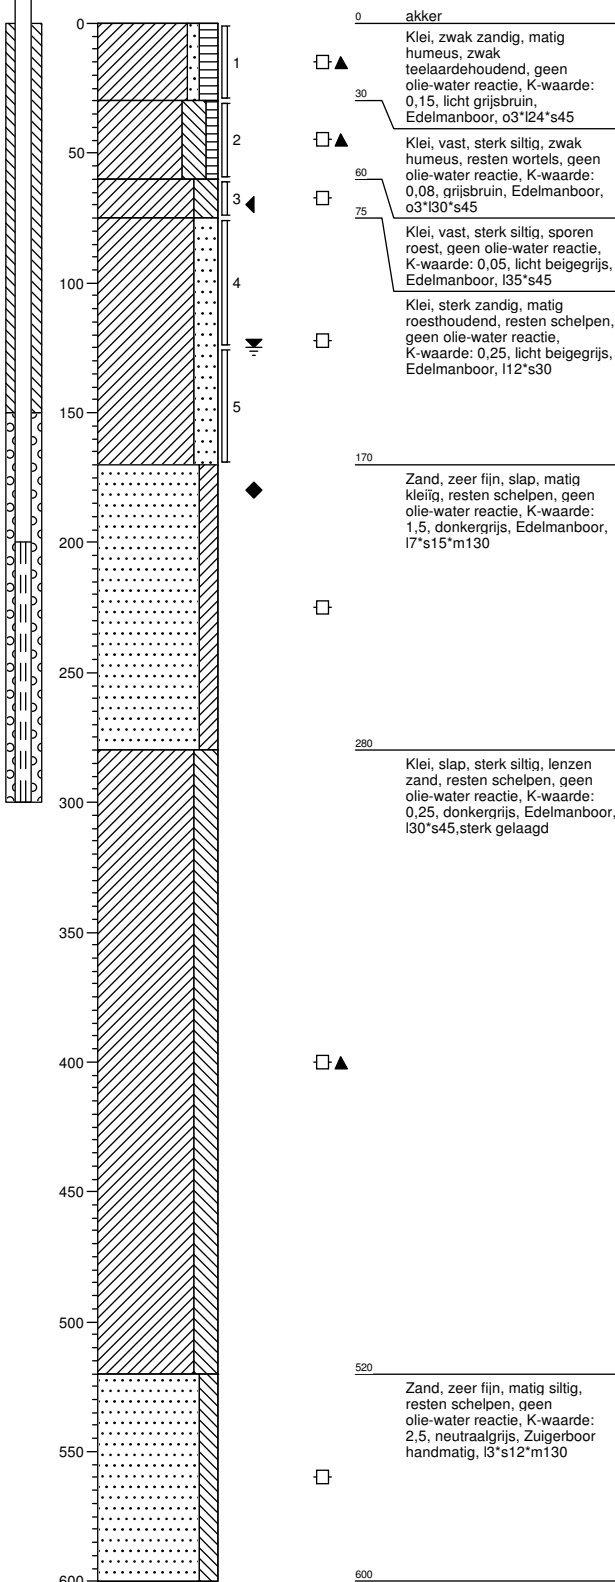 0
50
100
150
200
250
300
350
400
450
500
550
600
1
2
3
4
5
0
akker
Klei, zwak zandig, matig
humeus, zwak
teelaardehoudend, geen
olie-water reactie, K-waarde:
0,15, licht grijsbruin,
Edelmanboor, o3*l24*s45
30
Klei, vast, sterk siltig, zwak
humeus, resten wortels, geen
olie-water reactie, K-waarde:
0,08, grijsbruin, Edelmanboor,
o3*l30*s45
60
Klei, vast, sterk siltig, sporen
roest, geen olie-water reactie,
K-waarde: 0,05, licht beigegrijs,
Edelmanboor, l35*s45
75
Klei, sterk zandig, matig
roesthoudend, resten schelpen,
geen olie-water reactie,
K-waarde: 0,25, licht beigegrijs,
Edelmanboor, l12*s30
170
Zand, zeer fijn, slap, matig
kleiïg, resten schelpen, geen
olie-water reactie, K-waarde:
1,5, donkergrijs, Edelmanboor,
l7*s15*m130
280
Klei, slap, sterk siltig, lenzen
zand, resten schelpen, geen
olie-water reactie, K-waarde:
0,25, donkergrijs, Edelmanboor,
l30*s45,sterk gelaagd
520
Zand, zeer fijn, matig siltig,
resten schelpen, geen
olie-water reactie, K-waarde:
2,5, neutraalgrijs, Zuigerboor
handmatig, l3*s12*m130
600